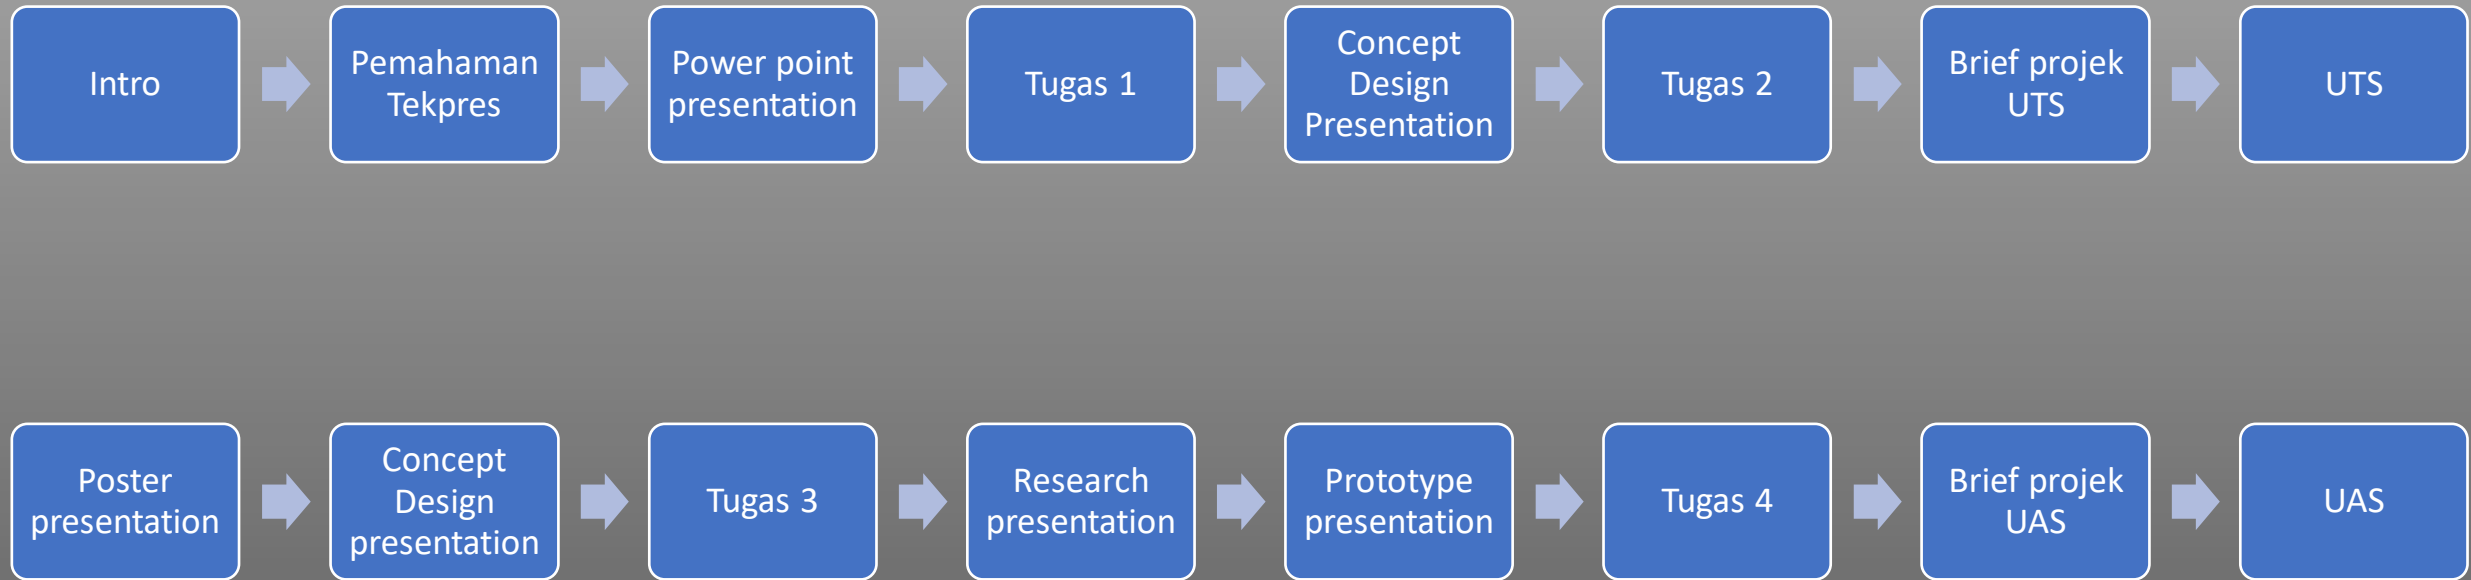 Intro
Pemahaman
Tekpres
Power point
presentation
Tugas 1
Concept
Design
Presentation
Tugas 2
Brief projek
UTS
UTS
Poster
presentation
Concept
Design
presentation
Tugas 3
Research
presentation
Prototype
presentation
Tugas 4
Brief projek
UAS
UAS